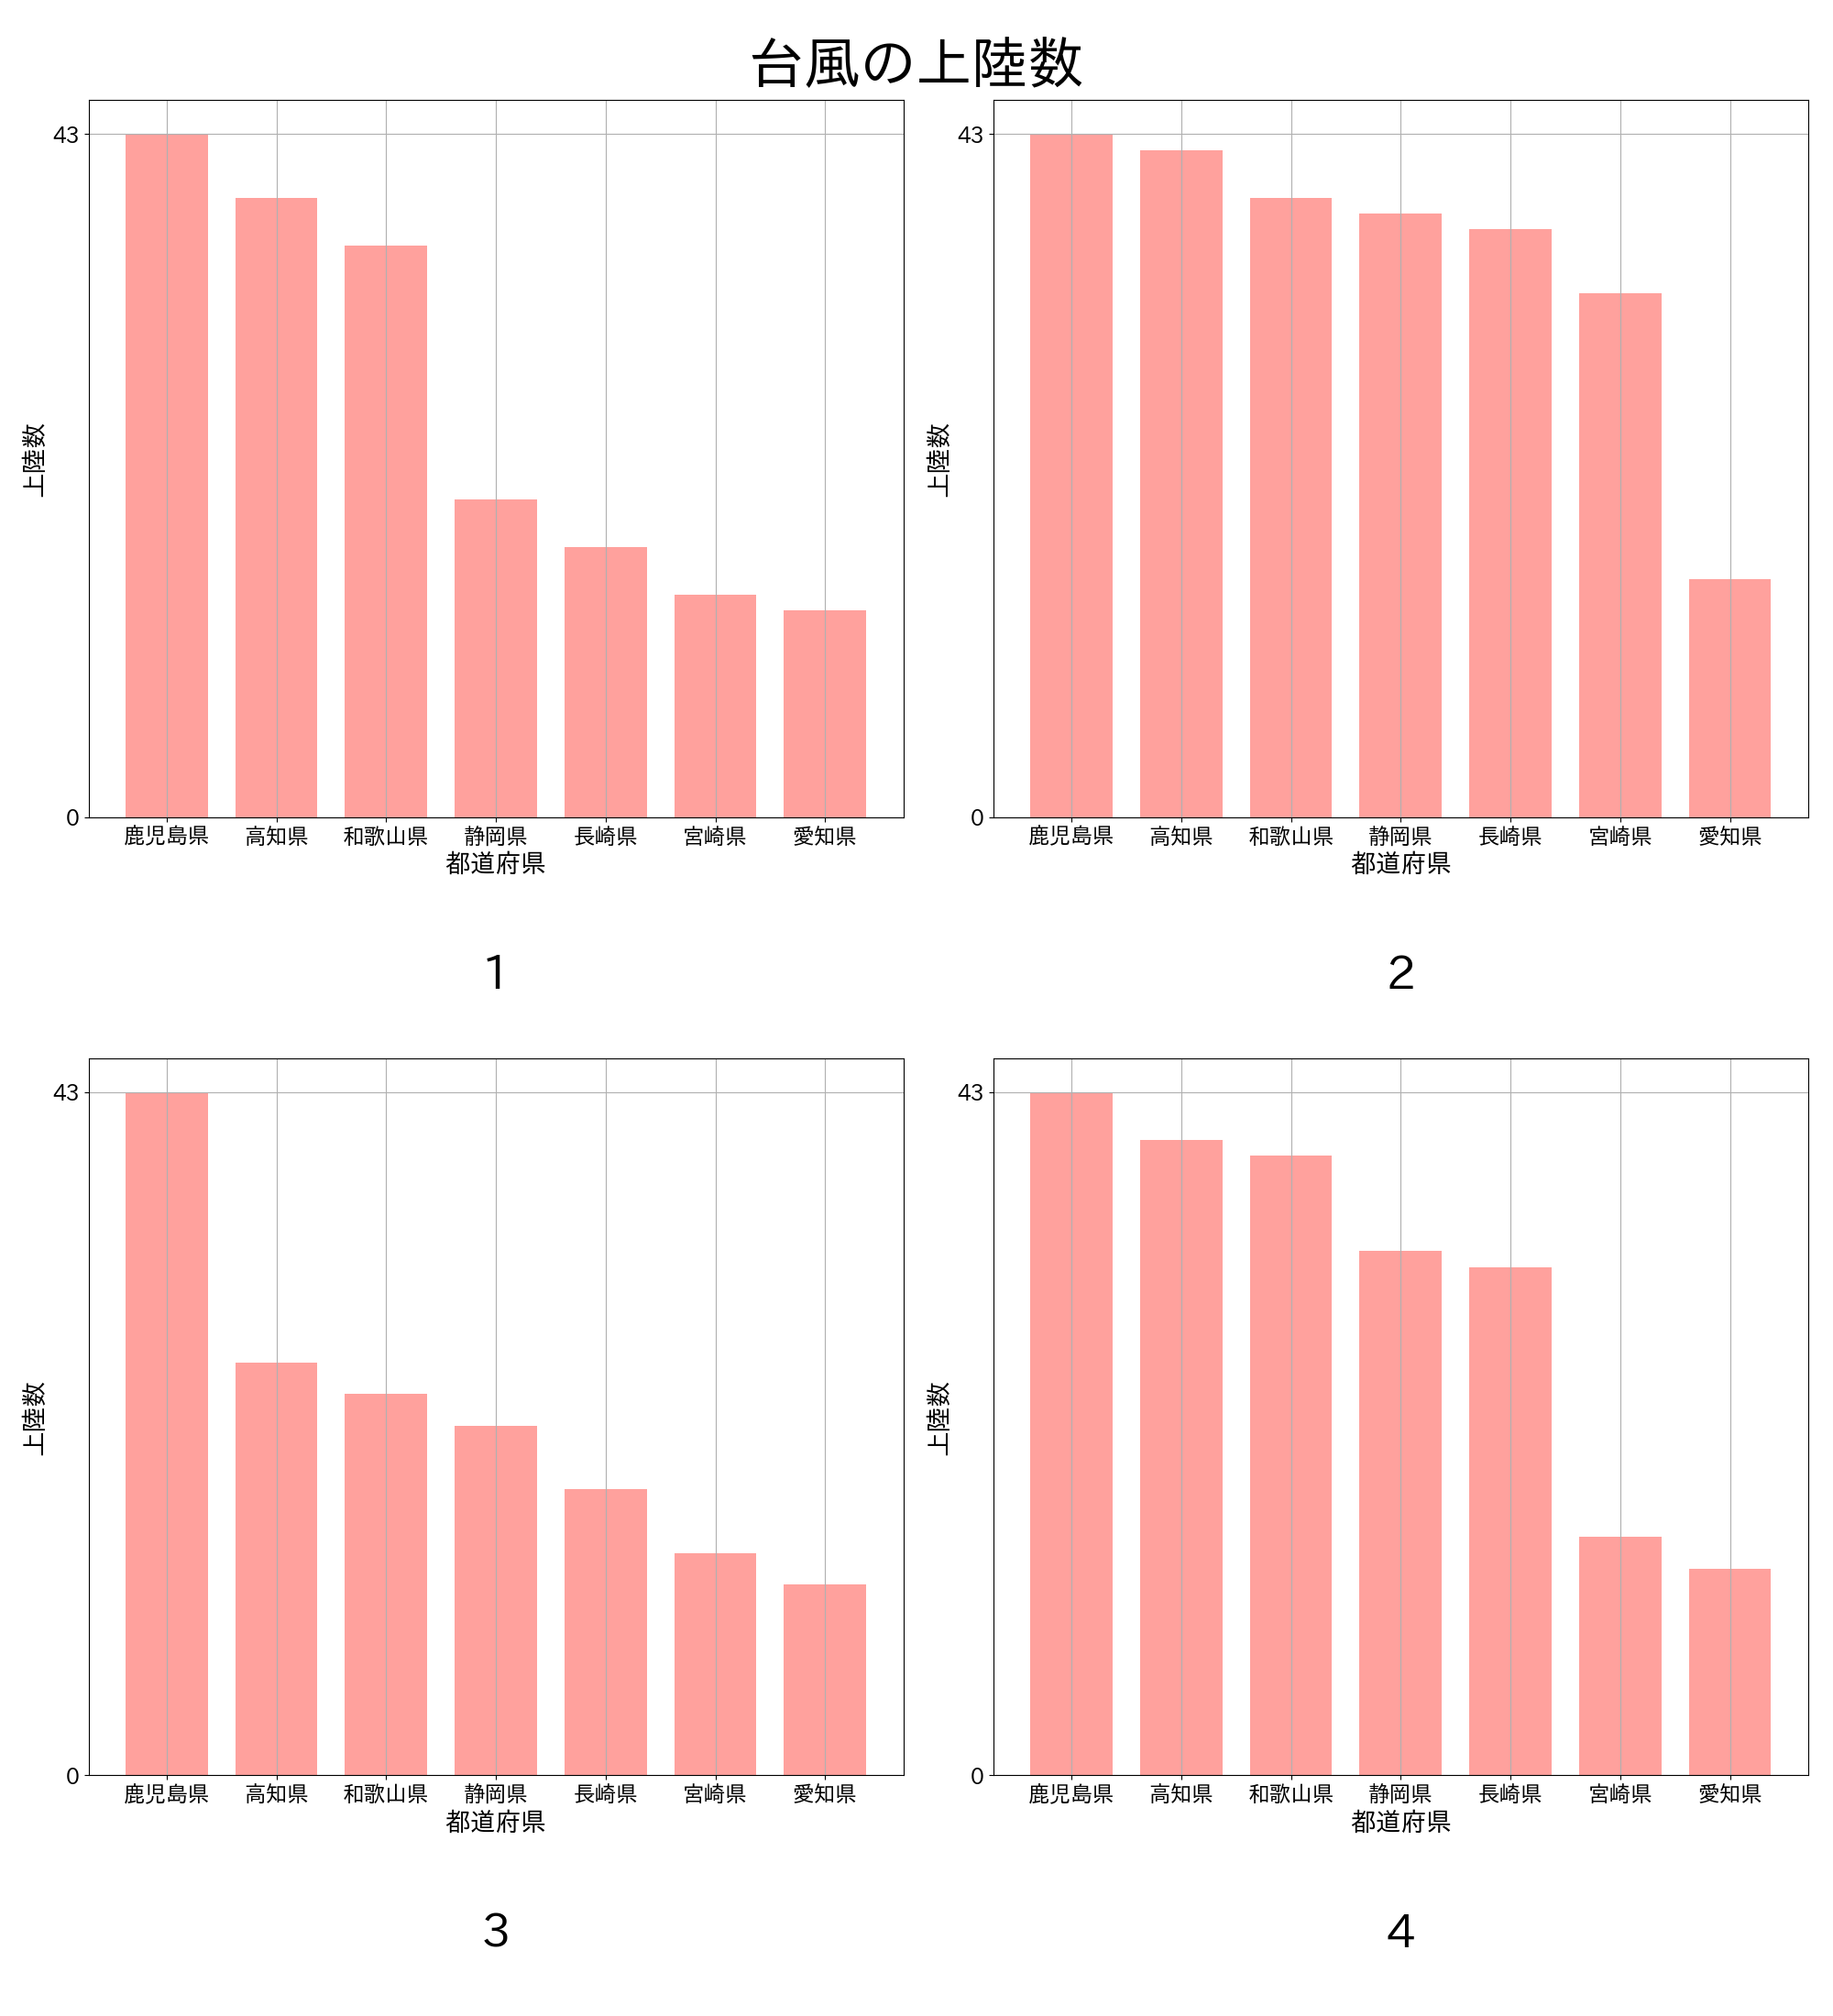 台風の上陸数
43
0
上陸数
鹿児島県 高知県 和歌山県 静岡県 長崎県 宮崎県 愛知県
都道府県
1
43
0
上陸数
鹿児島県 高知県 和歌山県 静岡県 長崎県 宮崎県 愛知県
都道府県
2
43
0
上陸数
鹿児島県 高知県 和歌山県 静岡県 長崎県 宮崎県 愛知県
都道府県
3
43
0
上陸数
鹿児島県 高知県 和歌山県 静岡県 長崎県 宮崎県 愛知県
都道府県
4